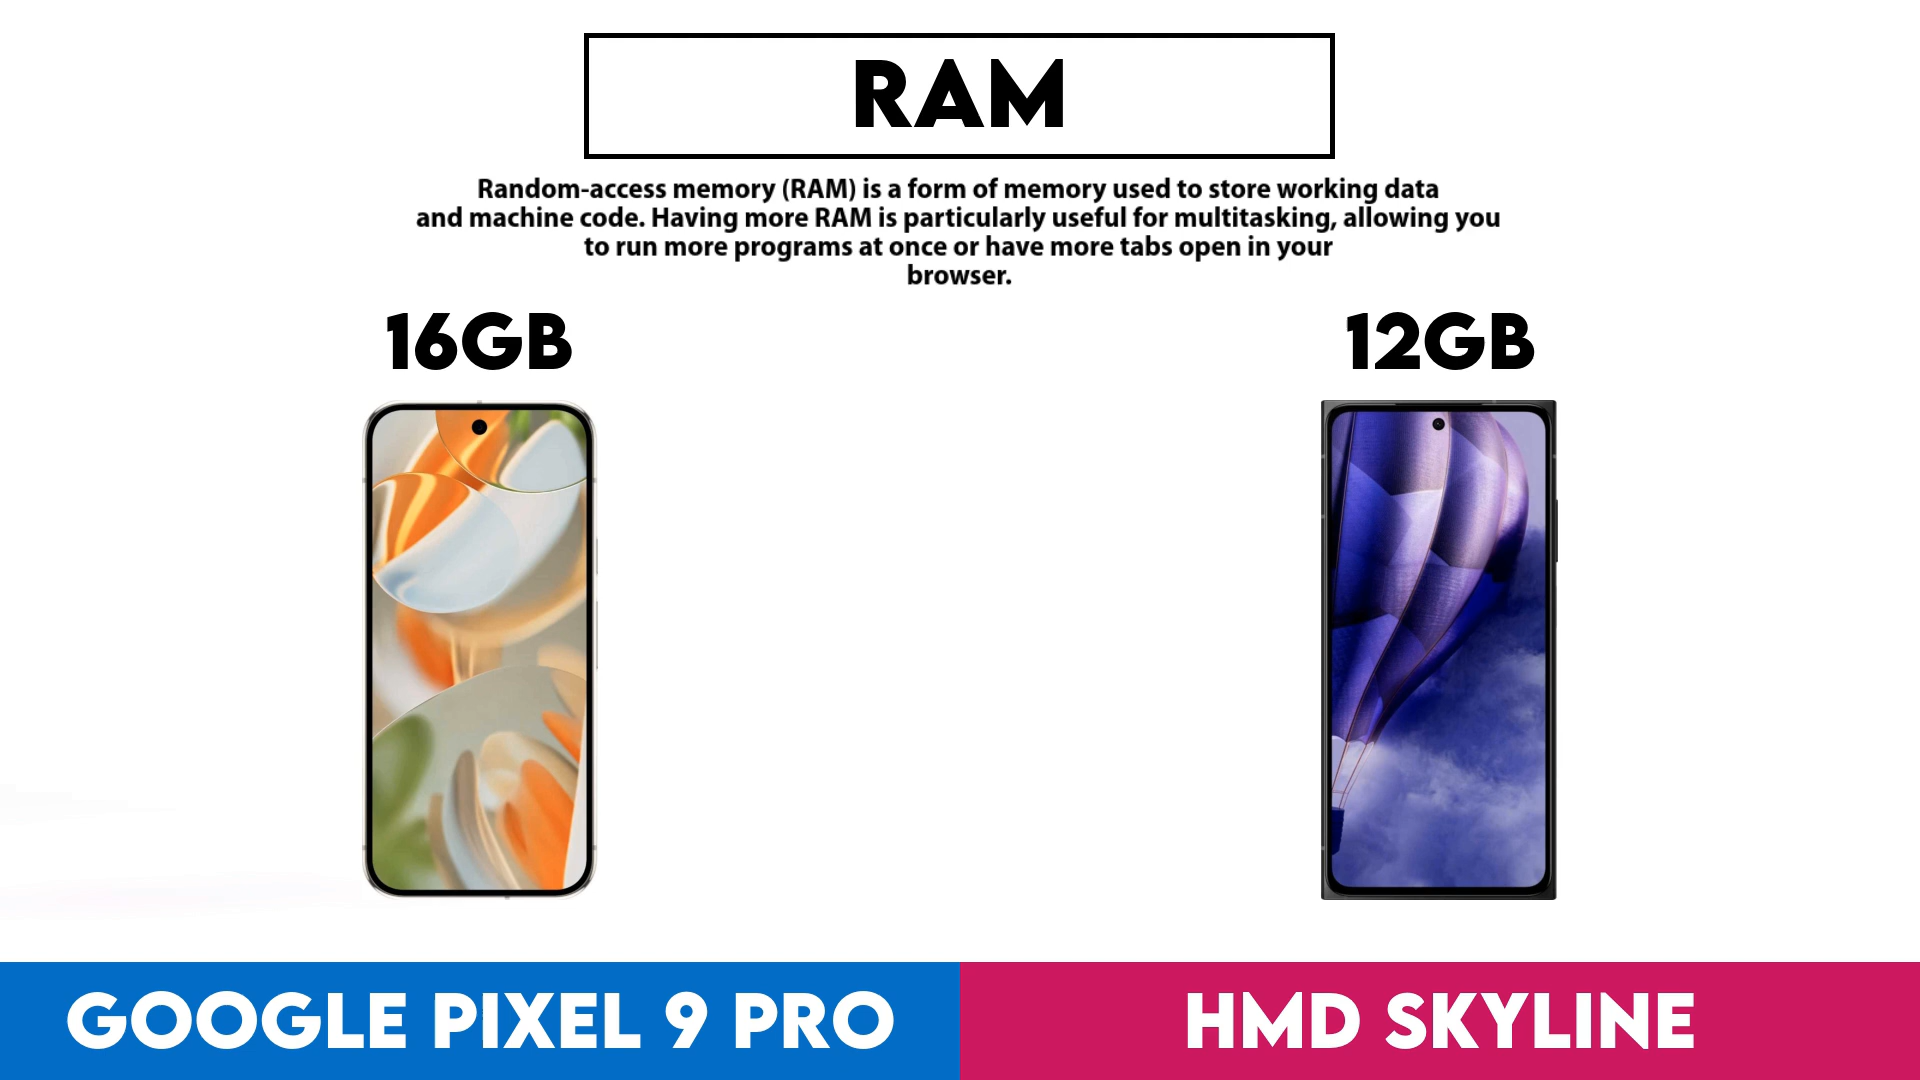 RAM
Random-access memory (RAM) is a form of memory used to store working data
and machine code. Having more RAM is particularly useful for multitasking, allowing you
to run more programs at once or have more tabs open in your
browser.
16GB
12GB
GOOGLE PIXEL 9 PRO
HMD SKYLINE